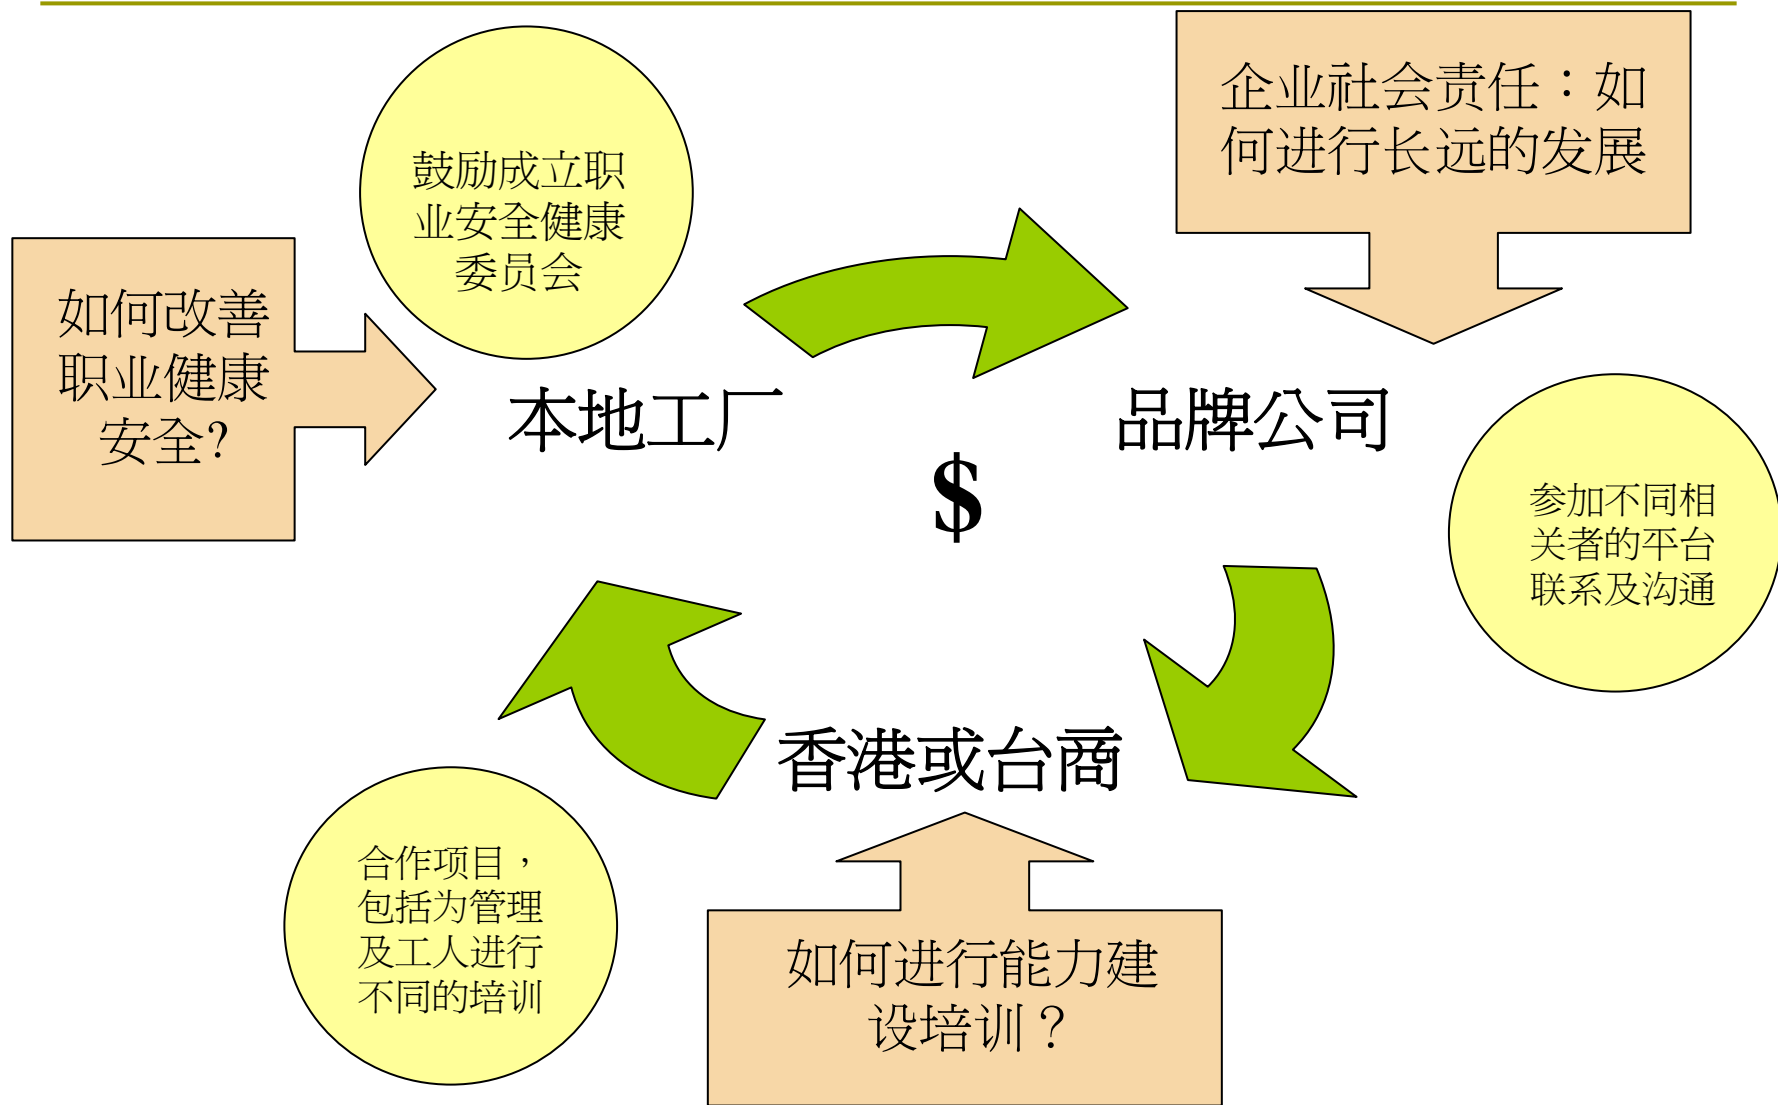 企业社会责任：如
何进行长远的发展
鼓励成立职
业安全健康
委员会
如何改善
职业健康
安全?
本地工厂
品牌公司
$
参加不同相
关者的平台
联系及沟通
香港或台商
合作项目，
包括为管理
及工人进行
不同的培训
如何进行能力建
设培训？